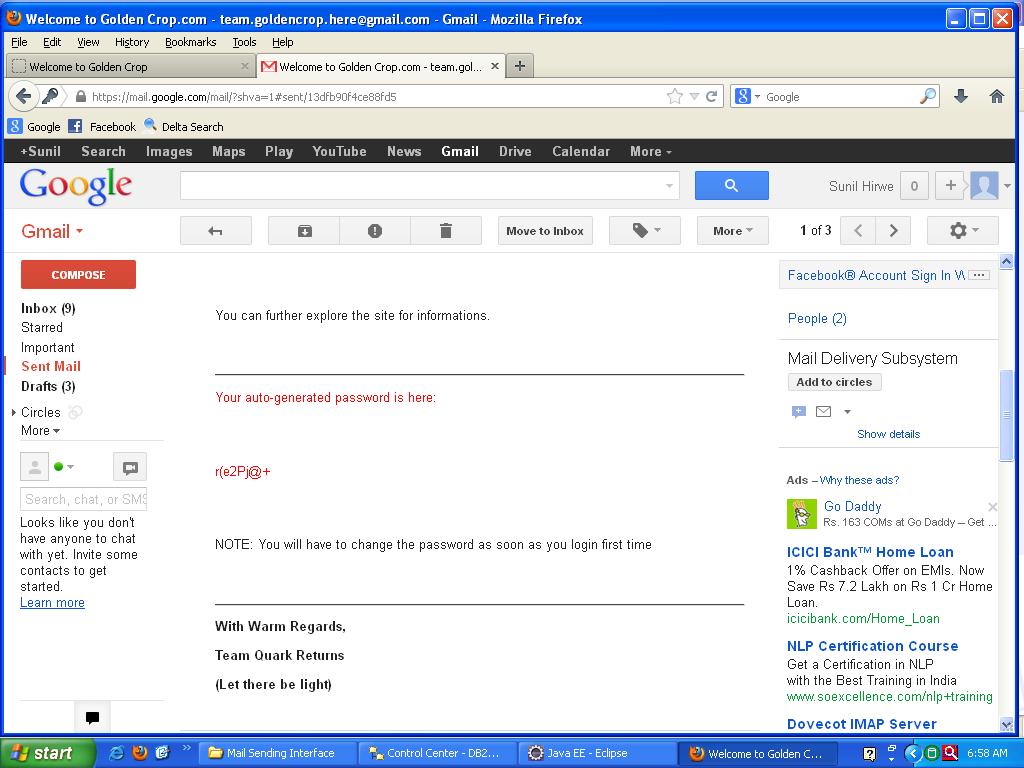 Welcome to Golden Crop.com - team.goldencrop.here@gmail.com - Gmail - Mozilla Firefox
File Edit View History Bookmarks Tools Help
Welcome to Golden Crop
Welcome to Golden Crop.com - team.gol...
https://mail.google.com/mail/?shva=1#sent/13dfb90f4ce88fd5
Google
Google Facebook Delta Search
+Sunil Search Images Maps Play YouTube News Gmail Drive Calendar More
Google
Sunil Hirwe 0 +
Gmail
Move to Inbox
More
1 of 3
COMPOSE
Inbox (9)
Starred
Important
Sent Mail
Drafts (3)
Circles
More
Search, chat, or SMS
Looks like you don't
have anyone to chat
with yet. Invite some
contacts to get
started.
Learn more
You can further explore the site for informations.
Your auto-generated password is here:
r(e2Pj@+
NOTE: You will have to change the password as soon as you login first time
With Warm Regards,
Team Quark Returns
(Let there be light)
Facebook® Account Sign In
People (2)
Mail Delivery Subsystem
Add to circles
Show details
Ads – Why these ads?
Go Daddy
Rs. 163 COMs at Go Daddy – Get ...
ICICI Bank™ Home Loan
1% Cashback Offer on EMIs. Now
Save Rs 7.2 Lakh on Rs 1 Cr Home
Loan.
icicibank.com/Home_Loan
NLP Certification Course
Get a Certification in NLP
with the Best Training in India
www.soexcellence.com/nlp+training
Dovecot IMAP Server
start
Mail Sending Interface
Control Center - DB2...
Java EE - Eclipse
Welcome to Golden C...
6:58 AM